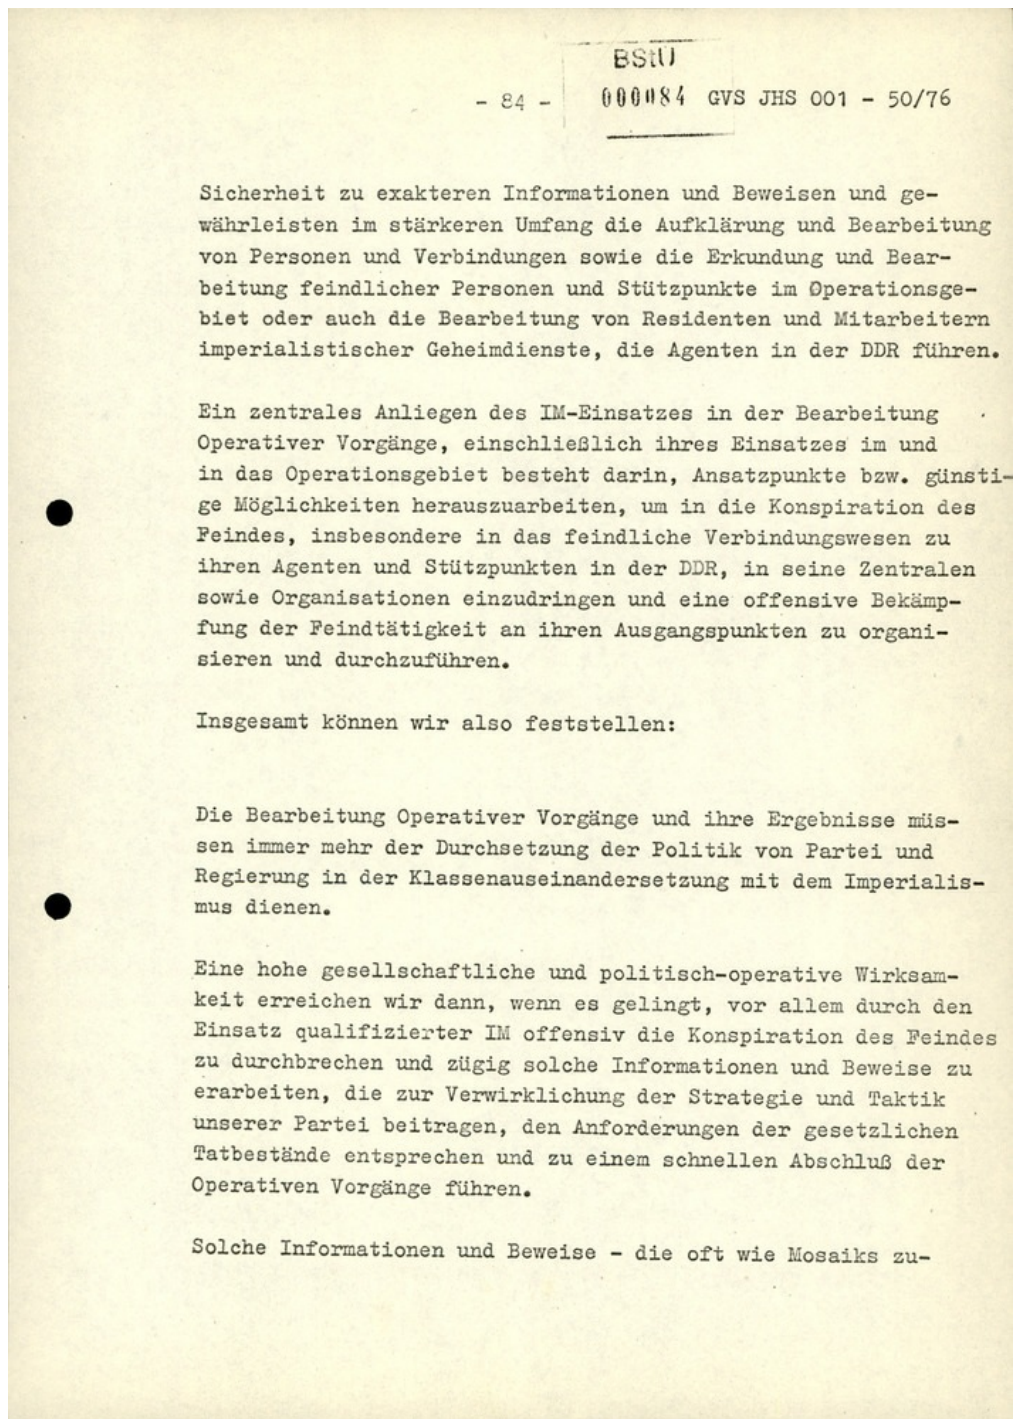 BStU
- 84 - 000084 GVS JHS 001 - 50/76
Sicherheit zu exakteren Informationen und Beweisen und ge-
währleisten im stärkeren Umfang die Aufklärung und Bearbeitung
von Personen und Verbindungen sowie die Erkundung und Bear-
beitung feindlicher Personen und Stützpunkte im Operationsge-
biet oder auch die Bearbeitung von Residenten und Mitarbeitern
imperialistischer Geheimdienste, die Agenten in der DDR führen.
Ein zentrales Anliegen des IM-Einsatzes in der Bearbeitung
Operativer Vorgänge, einschließlich ihres Einsatzes im und
in das Operationsgebiet besteht darin, Ansatzpunkte bzw. günsti-
ge Möglichkeiten herauszuarbeiten, um in die Konspiration des
Feindes, insbesondere in das feindliche Verbindungswesen zu
ihren Agenten und Stützpunkten in der DDR, in seine Zentralen
sowie Organisationen einzudringen und eine offensive Bekämp-
fung der Feindtätigkeit an ihren Ausgangspunkten zu organi-
sieren und durchzuführen.
Insgesamt können wir also feststellen:
Die Bearbeitung Operativer Vorgänge und ihre Ergebnisse müs-
sen immer mehr der Durchsetzung der Politik von Partei und
Regierung in der Klassenauseinandersetzung mit dem Imperialis-
mus dienen.
Eine hohe gesellschaftliche und politisch-operative Wirksam-
keit erreichen wir dann, wenn es gelingt, vor allem durch den
Einsatz qualifizierter IM offensiv die Konspiration des Feindes
zu durchbrechen und zügig solche Informationen und Beweise zu
erarbeiten, die zur Verwirklichung der Strategie und Taktik
unserer Partei beitragen, den Anforderungen der gesetzlichen
Tatbestände entsprechen und zu einem schnellen Abschluß der
Operativen Vorgänge führen.
Solche Informationen und Beweise - die oft wie Mosaiks zu-